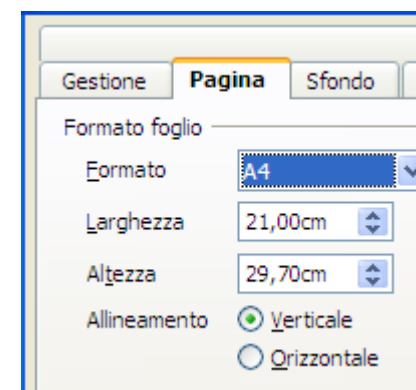 Gestione Pagina Sfondo
Formato foglio
Formato A4
Larghezza 21,00cm
Altezza 29,70cm
Allineamento Verticale
Orizzontale